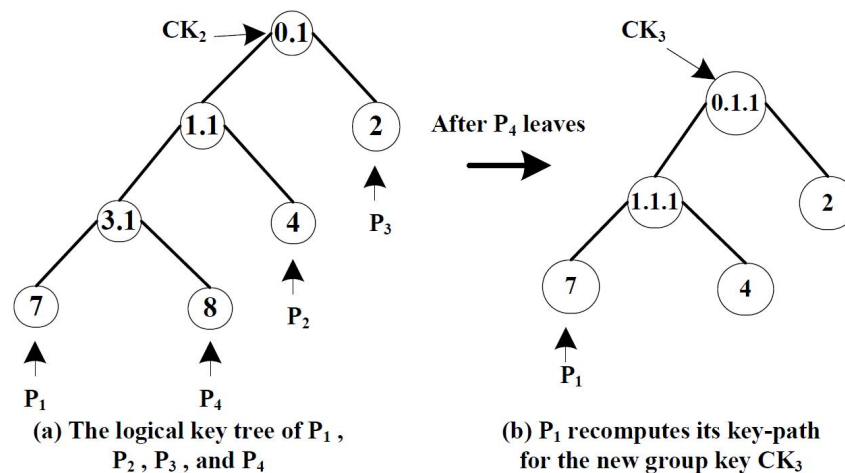 CK2
0.1
CK3
0.1.1
1.1
2
After P4 leaves
3.1
4
P3
1.1.1
2
7
8
P2
7
4
P1
P4
P1
(a) The logical key tree of P1 ,
P2 , P3 , and P4
(b) P1 recomputes its key-path
for the new group key CK3